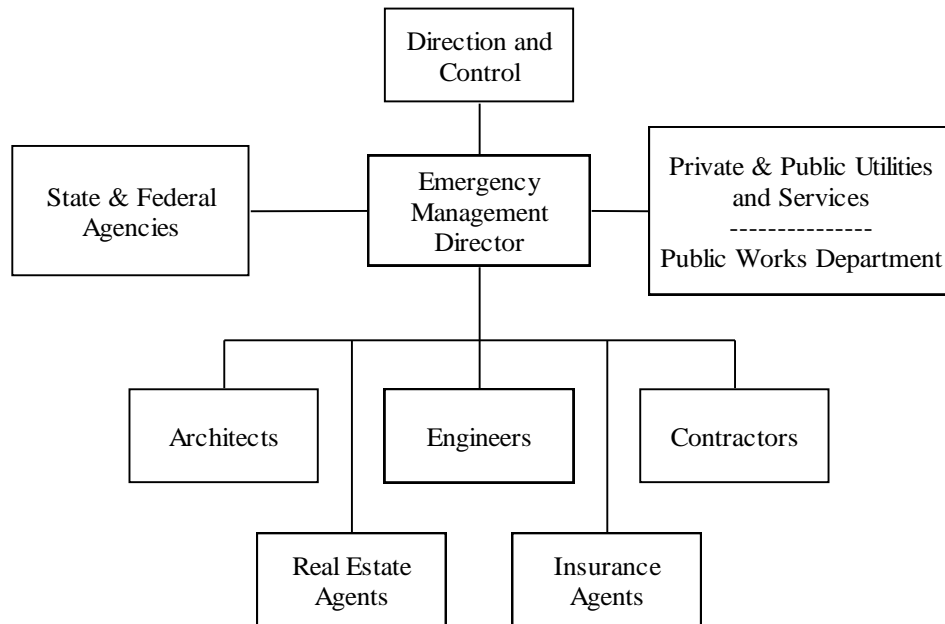 Direction and
Control
State & Federal
Agencies
Emergency
Management
Director
Private & Public Utilities
and Services
---------------
Public Works Department
Architects
Engineers
Contractors
Real Estate
Agents
Insurance
Agents